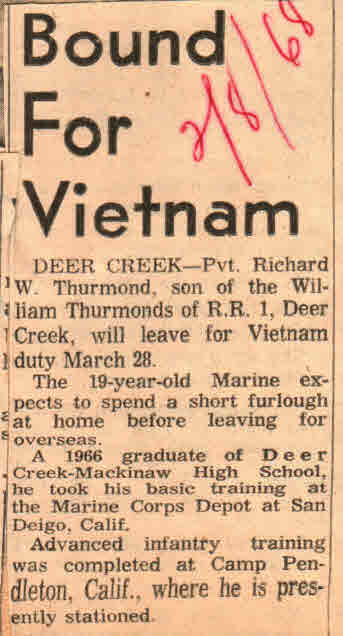 Bound
For
Vietnam
2/8/68
DEER CREEK—Pvt. Richard
W. Thurmond, son of the Wil-
liam Thurmonds of R.R. 1, Deer
Creek, will leave for Vietnam
duty March 28.
The 19-year-old Marine ex-
pects to spend a short furlough
at home before leaving for
overseas.
A 1966 graduate of Deer
Creek-Mackinaw High School,
he took his basic training at
the Marine Corps Depot at San
Deigo, Calif.
Advanced infantry training
was completed at Camp Pen-
dleton, Calif., where he is pres-
ently stationed.